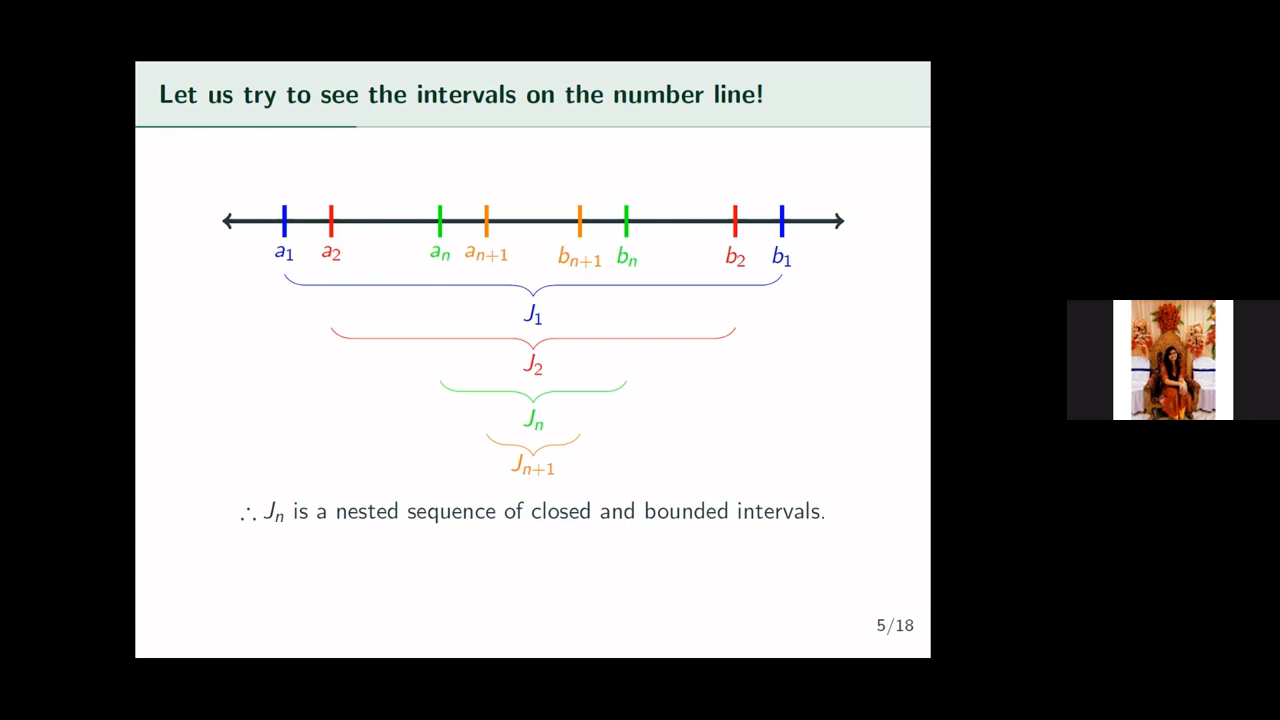 Let us try to see the intervals on the number line!
a₁ a₂ aₙ aₙ₊₁ bₙ₊₁ bₙ b₂ b₁
J₁
J₂
Jₙ
Jₙ₊₁
∴ Jₙ is a nested sequence of closed and bounded intervals.
5/18